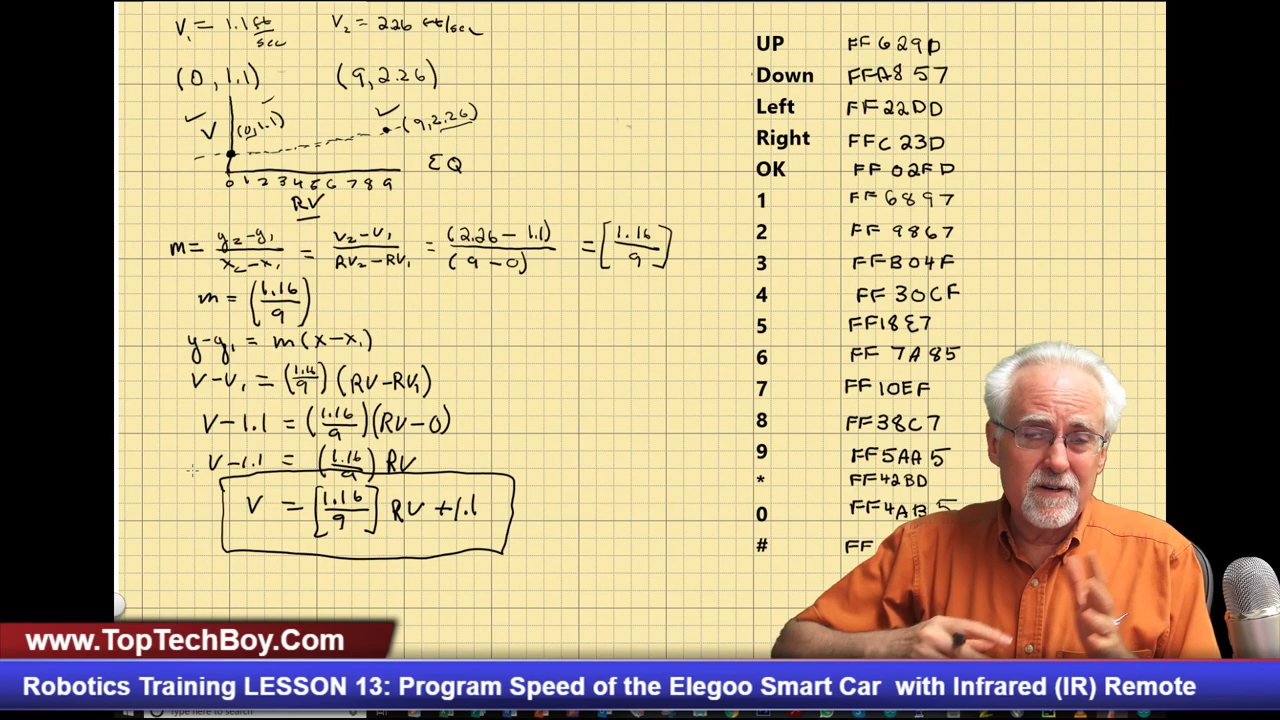 V₁ = 1.1 ft/sec V₂ = 226 ft/sec
(0, 1.1) (9, 2.26)
V (0, 1.1) (9, 2.26)
EQ
0 1 2 3 4 5 6 7 8 9
RV
m = y₂-y₁/x₂-x₁ = V₂-V₁/RV₂-RV₁ = (2.26-1.1)/(9-0) = [1.16/9]
m = (1.16/9)
y-y₁ = m(x-x₁)
V-V₁ = (1.16/9)(RV-RV₁)
V-1.1 = (1.16/9)(RV-0)
V-1.1 = (1.16/9) RV
V = [1.16/9] RV +1.1
UP FF629D
Down FFA857
Left FF22DD
Right FFC23D
OK FF02FD
1 FF6897
2 FF9867
3 FFB04F
4 FF30CF
5 FF18E7
6 FF7A85
7 FF10EF
8 FF38C7
9 FF5AA5
* FF42BD
0 FF4AB5
# FF
www.TopTechBoy.Com
Robotics Training LESSON 13: Program Speed of the Elegoo Smart Car with Infrared (IR) Remote